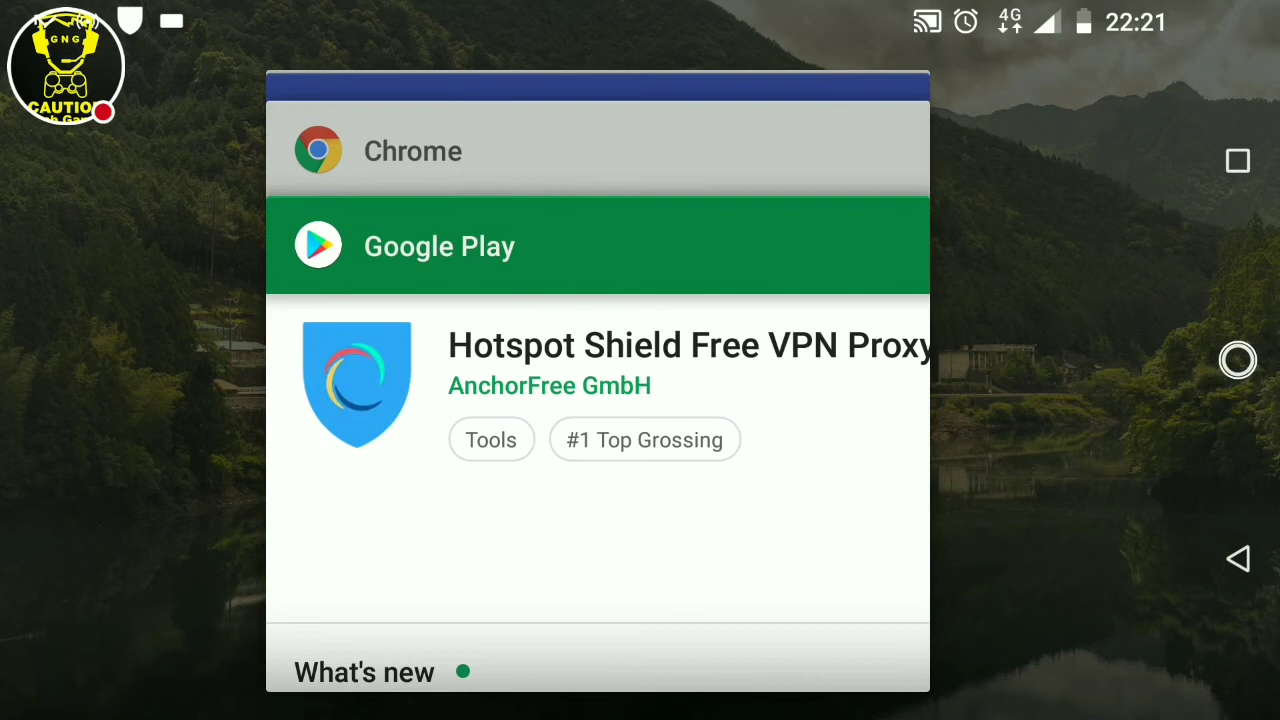 GNG
CAUTIO
4G
22:21
Chrome
Google Play
Hotspot Shield Free VPN Proxy
AnchorFree GmbH
Tools
#1 Top Grossing
What's new